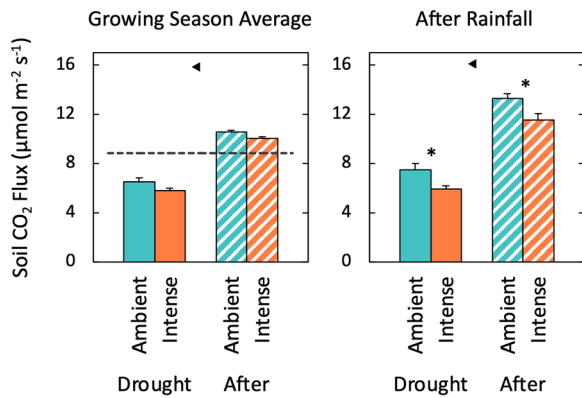 Growing Season Average
After Rainfall
Soil CO₂ Flux (µmol m⁻² s⁻¹)
16
12
8
4
0
*
*
16
12
8
4
0
Ambient
Intense
Ambient
Intense
Drought
After
Ambient
Intense
Ambient
Intense
Drought
After